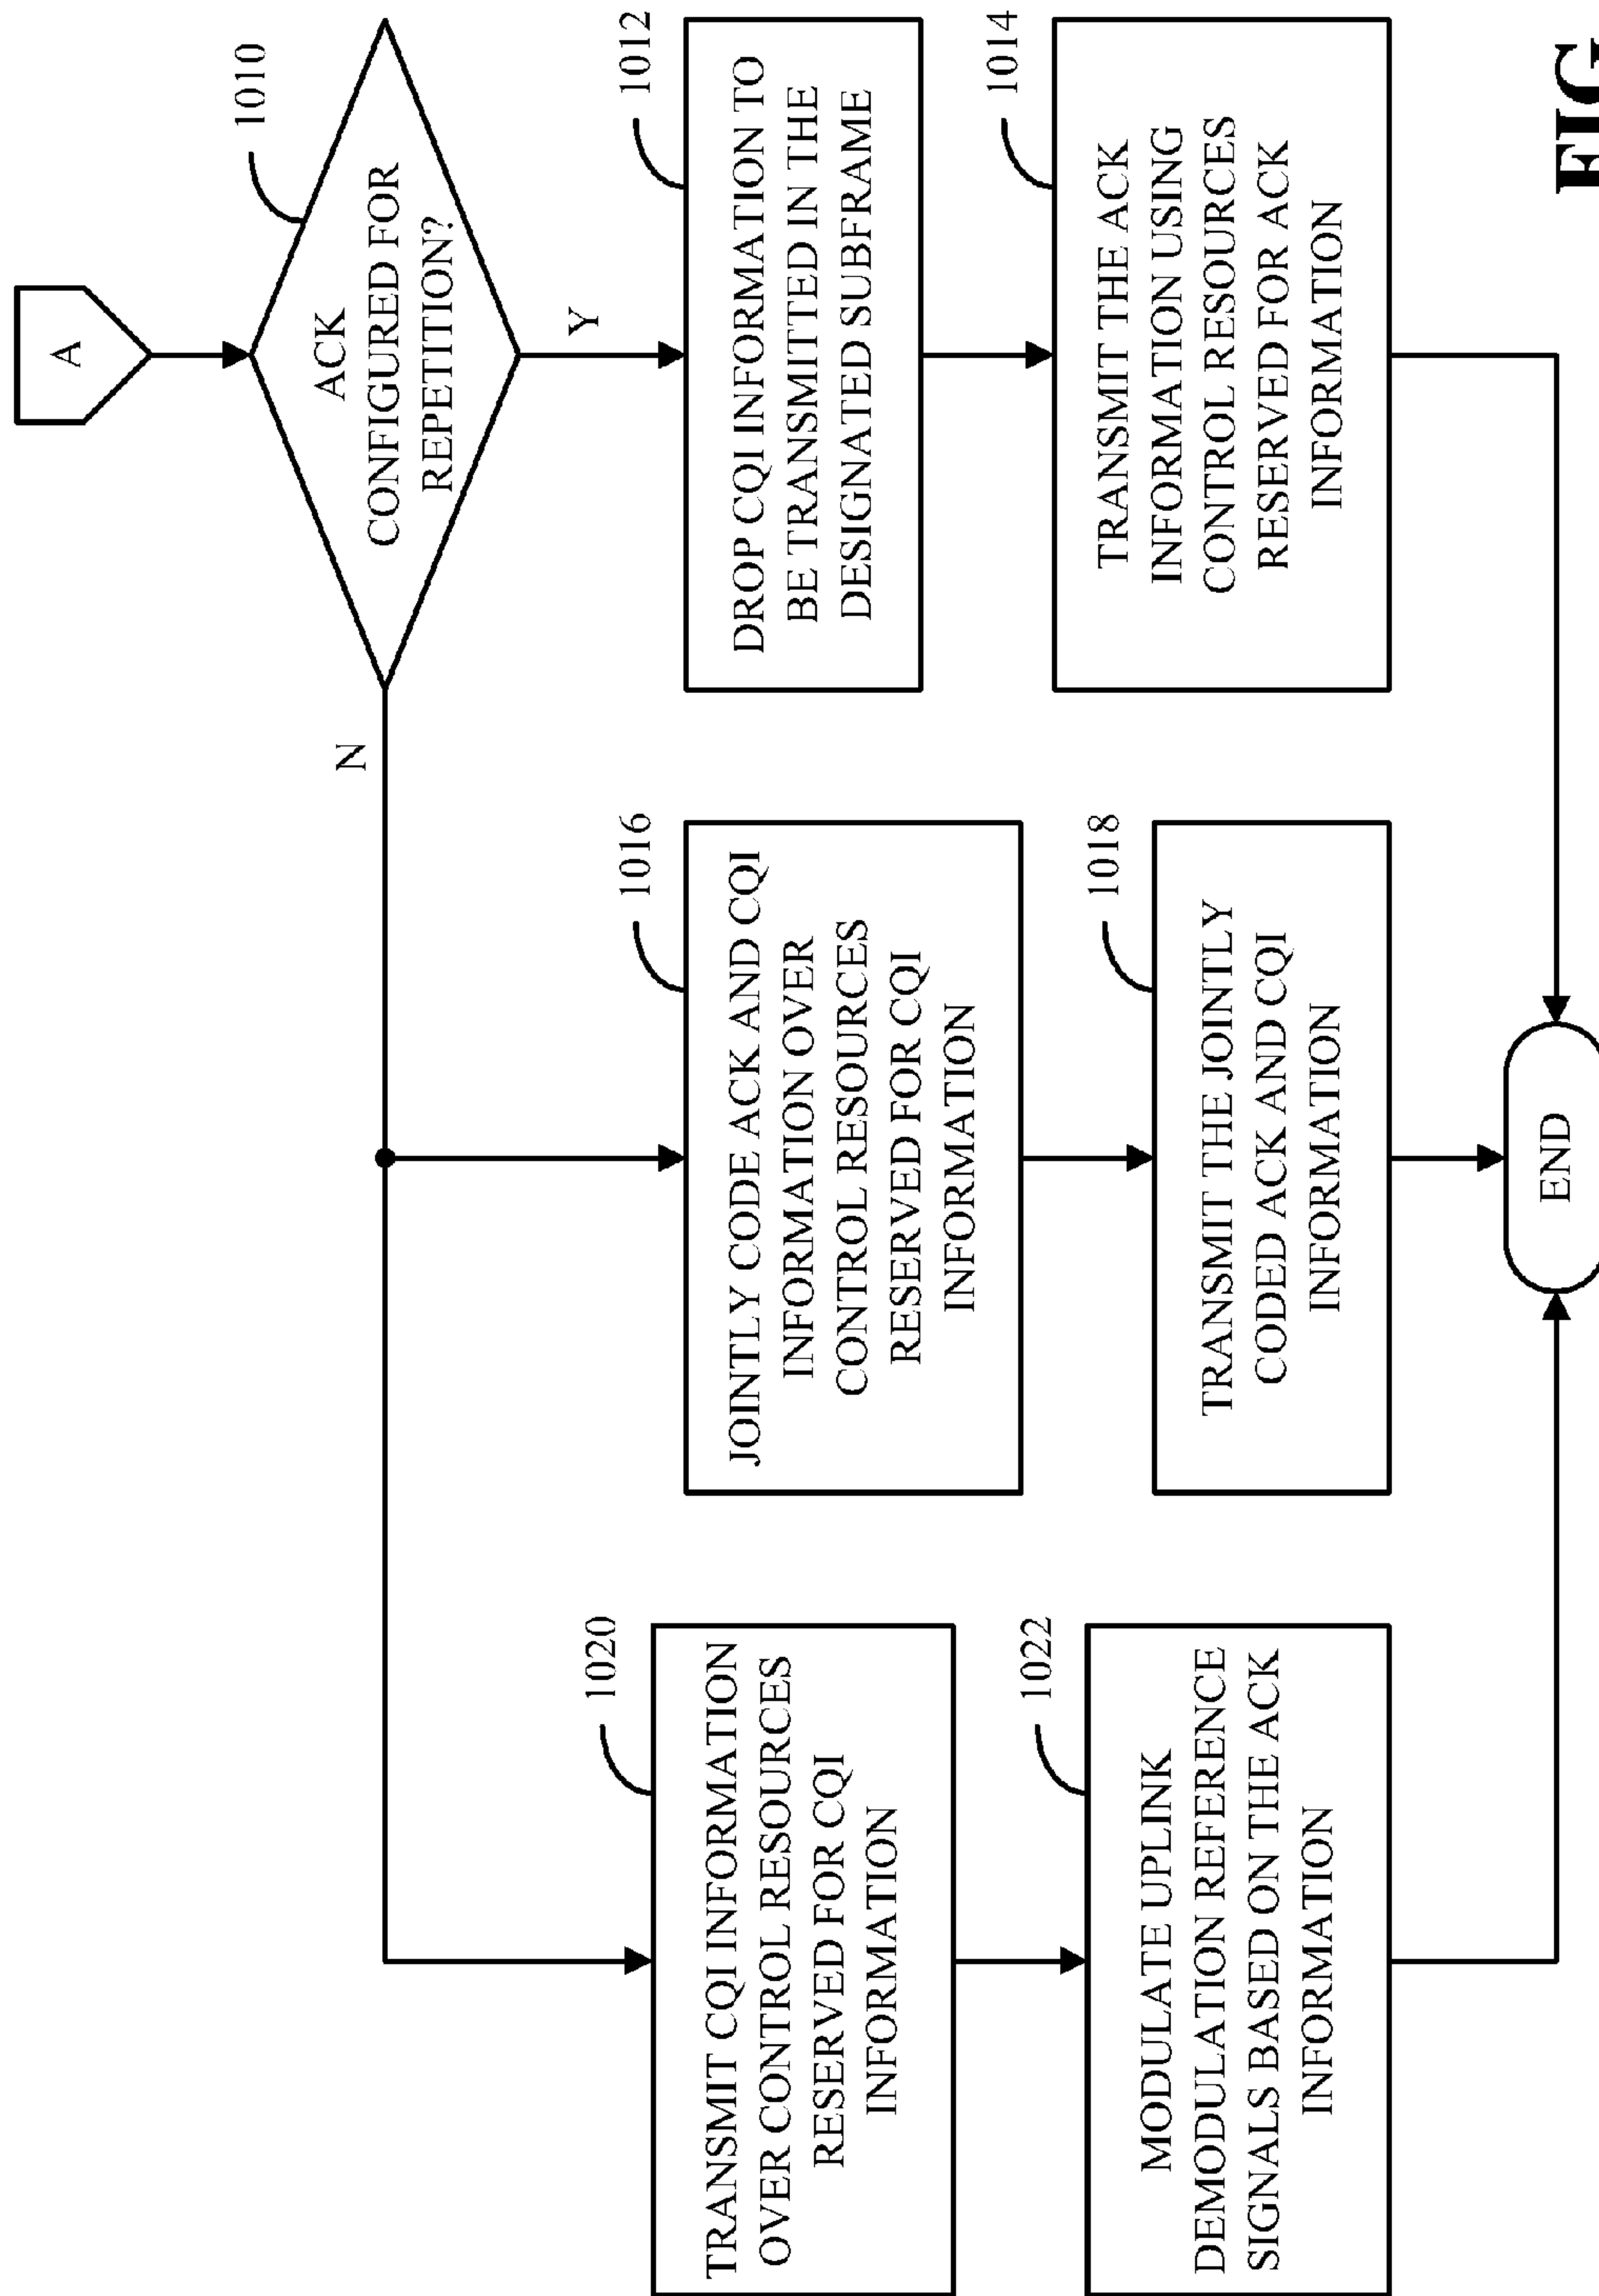 A
1010
ACK
CONFIGURED FOR
REPETITION?
N
Y
1012
DROP CQI INFORMATION TO
BE TRANSMITTED IN THE
DESIGNATED SUBFRAME
1014
TRANSMIT THE ACK
INFORMATION USING
CONTROL RESOURCES
RESERVED FOR ACK
INFORMATION
1016
JOINTLY CODE ACK AND CQI
INFORMATION OVER
CONTROL RESOURCES
RESERVED FOR CQI
INFORMATION
1018
TRANSMIT THE JOINTLY
CODED ACK AND CQI
INFORMATION
1020
TRANSMIT CQI INFORMATION
OVER CONTROL RESOURCES
RESERVED FOR CQI
INFORMATION
1022
MODULATE UPLINK
DEMODULATION REFERENCE
SIGNALS BASED ON THE ACK
INFORMATION
END
FIG